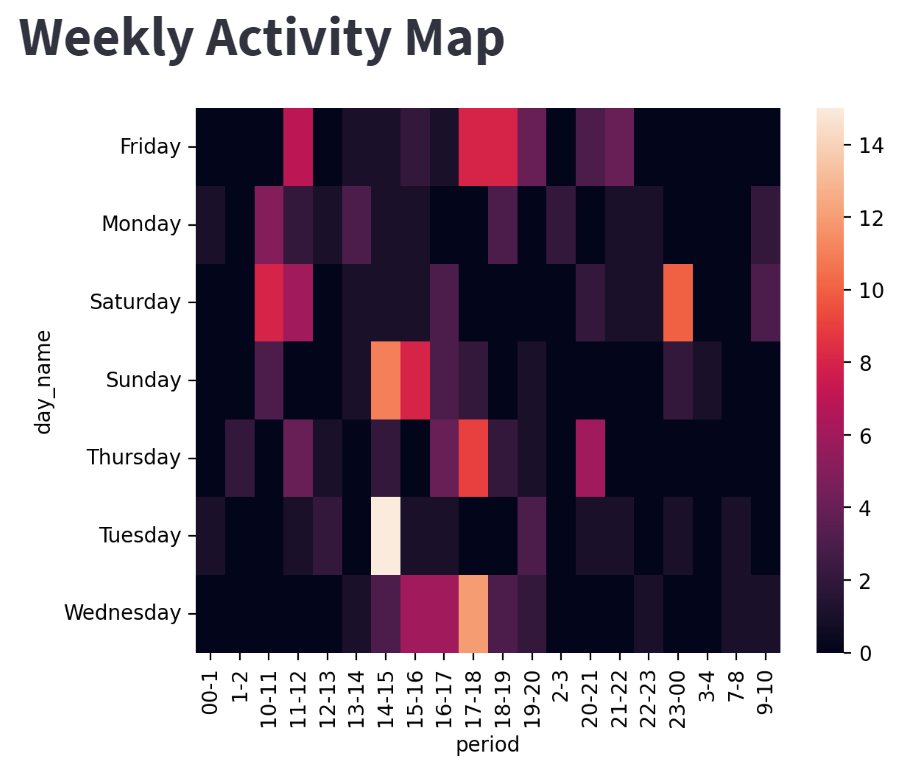 Weekly Activity Map
day_name
Friday
Monday
Saturday
Sunday
Thursday
Tuesday
Wednesday
00-1
1-2
10-11
11-12
12-13
13-14
14-15
15-16
16-17
17-18
18-19
19-20
2-3
20-21
21-22
22-23
23-00
3-4
7-8
9-10
period
14
12
10
8
6
4
2
0